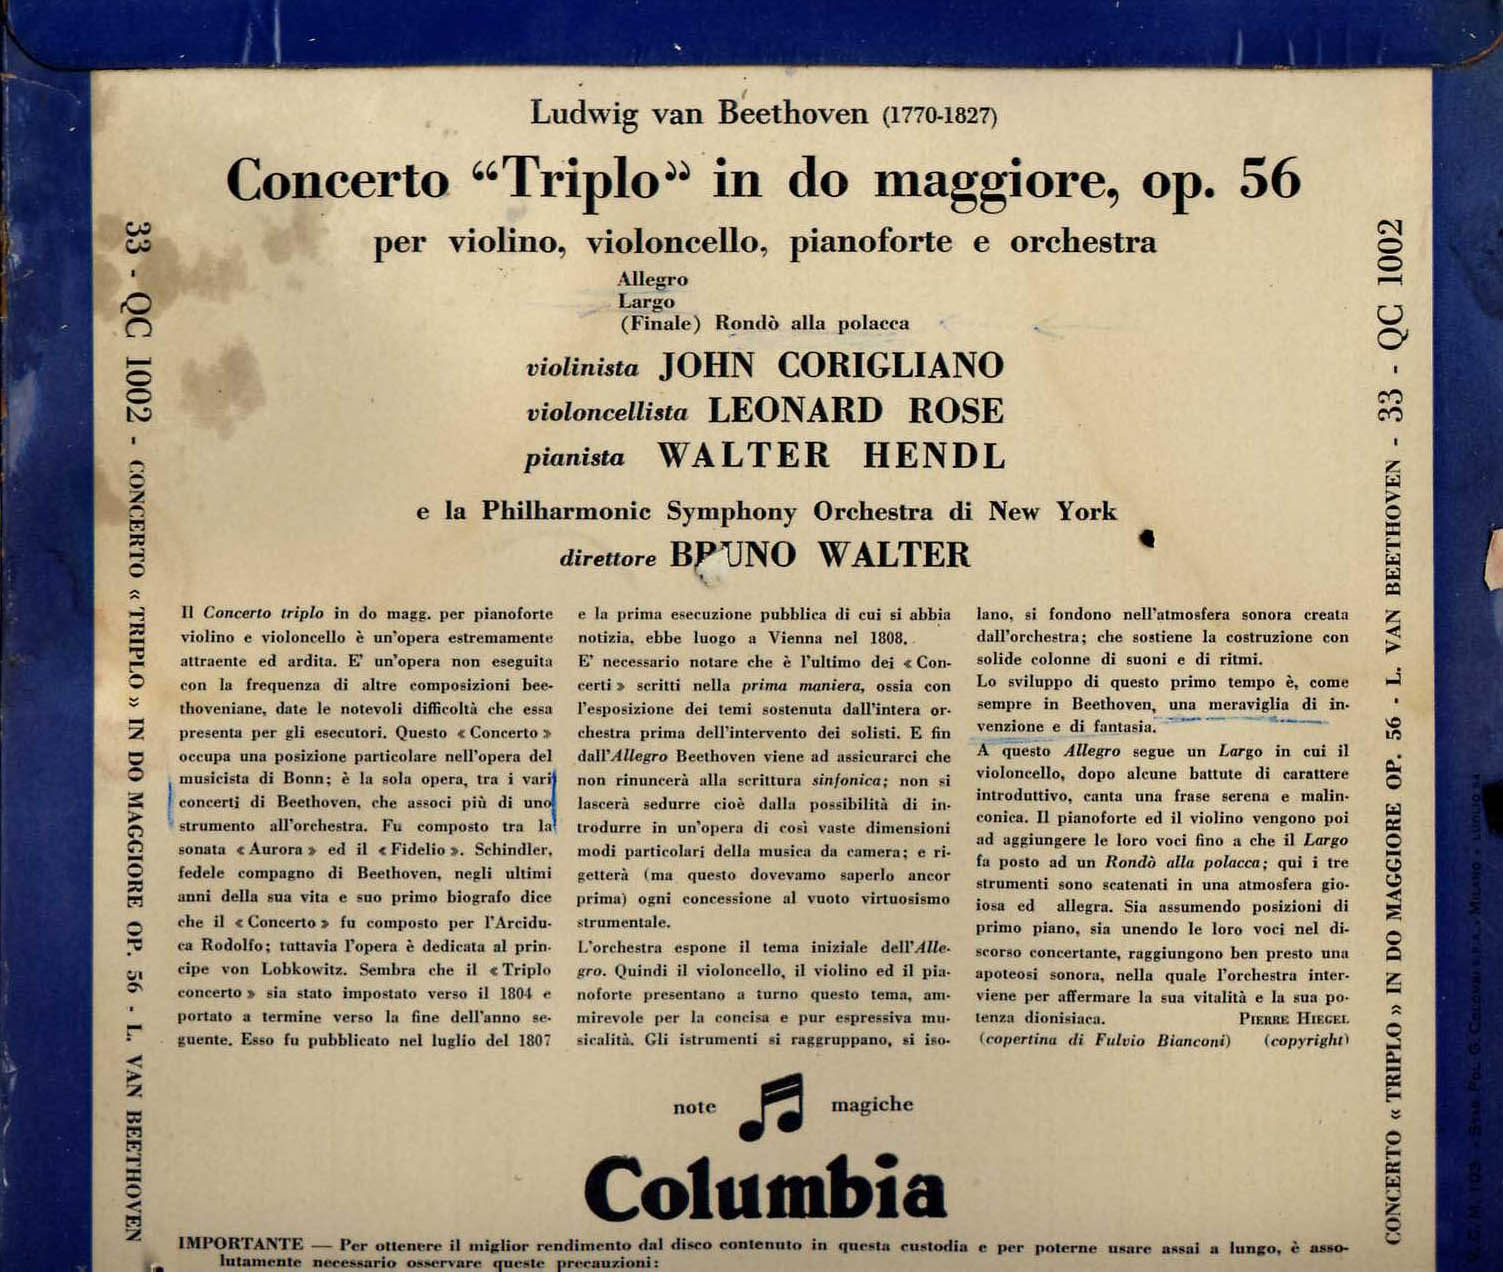 Ludwig van Beethoven (1770-1827)
Concerto “Triplo” in do maggiore, op. 56
per violino, violoncello, pianoforte e orchestra
Allegro
Largo
(Finale) Rondò alla polacca
violinista JOHN CORIGLIANO
violoncellista LEONARD ROSE
pianista WALTER HENDL
e la Philharmonic Symphony Orchestra di New York
direttore BRUNO WALTER
Il Concerto triplo in do magg. per pianoforte
violino e violoncello è un'opera estremamente
attraente ed ardita. E' un'opera non eseguita
con la frequenza di altre composizioni bee-
thoveniane, date le notevoli difficoltà che essa
presenta per gli esecutori. Questo « Concerto »
occupa una posizione particolare nell'opera del
musicista di Bonn; è la sola opera, tra i vari
concerti di Beethoven, che associ più di uno
strumento all'orchestra. Fu composto tra la
sonata « Aurora » ed il « Fidelio ». Schindler,
fedele compagno di Beethoven, negli ultimi
anni della sua vita e suo primo biografo dice
che il « Concerto » fu composto per l'Arcidu-
ca Rodolfo; tuttavia l'opera è dedicata al prin-
cipe von Lobkowitz. Sembra che il « Triplo
concerto » sia stato impostato verso il 1804 e
portato a termine verso la fine dell'anno se-
guente. Esso fu pubblicato nel luglio del 1807
e la prima esecuzione pubblica di cui si abbia
notizia, ebbe luogo a Vienna nel 1808.
E' necessario notare che è l'ultimo dei « Con-
certi » scritti nella prima maniera, ossia con
l'esposizione dei temi sostenuta dall'intera or-
chestra prima dell'intervento dei solisti. E fin
dall'Allegro Beethoven viene ad assicurarci che
non rinuncerà alla scrittura sinfonica; non si
lascerà sedurre cioè dalla possibilità di in-
trodurre in un'opera di così vaste dimensioni
modi particolari della musica da camera; e ri-
getterà (ma questo dovevamo saperlo ancor
prima) ogni concessione al vuoto virtuosismo
strumentale.
L'orchestra espone il tema iniziale dell'Alle-
gro. Quindi il violoncello, il violino ed il pia-
noforte presentano a turno questo tema, am-
mirevole per la concisa e pur espressiva mu-
sicalità. Gli istrumenti si raggruppano, si iso-
lano, si fondono nell'atmosfera sonora creata
dall'orchestra; che sostiene la costruzione con
solide colonne di suoni e di ritmi.
Lo sviluppo di questo primo tempo è, come
sempre in Beethoven, una meraviglia di in-
venzione e di fantasia.
A questo Allegro segue un Largo in cui il
violoncello, dopo alcune battute di carattere
introduttivo, canta una frase serena e malin-
conica. Il pianoforte ed il violino vengono poi
ad aggiungere le loro voci fino a che il Largo
fa posto ad un Rondò alla polacca; qui i tre
strumenti sono scatenati in una atmosfera gio-
iosa ed allegra. Sia assumendo posizioni di
primo piano, sia unendo le loro voci nel di-
scorso concertante, raggiungono ben presto una
apoteosi sonora, nella quale l'orchestra inter-
viene per affermare la sua vitalità e la sua po-
tenza dionisiaca. PIERRE HIEGEL
(copertina di Fulvio Bianconi) (copyright)
note magiche
Columbia
IMPORTANTE — Per ottenere il miglior rendimento dal disco contenuto in questa custodia e per poterne usare assai a lungo, è asso-
lutamente necessario osservare queste precauzioni:
33 - QC 1002 - CONCERTO « TRIPLO » IN DO MAGGIORE OP. 56 - L. VAN BEETHOVEN
CONCERTO « TRIPLO » IN DO MAGGIORE OP. 56 - L. VAN BEETHOVEN - 33 - QC 1002